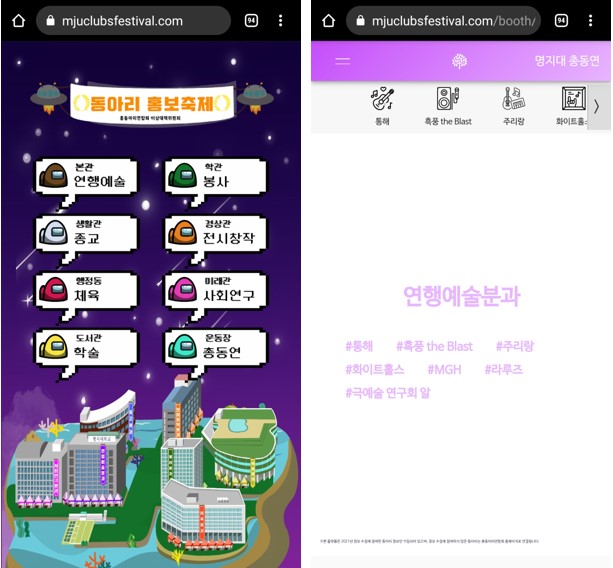 mjuclubsfestival.com
94
동아리 홍보축제
총동아리연합회 비상대책위원회
본관
연행예술
학관
봉사
생활관
종교
경상관
전시창작
행정동
체육
미래관
사회연구
도서관
학술
운동장
총동연
명지대학교
mjuclubsfestival.com/booth/
94
명지대 총동연
통해
흑풍 the Blast
주리랑
화이트홀스
연행예술분과
#통해 #흑풍 the Blast #주리랑
#화이트홀스 #MGH #라루즈
#극예술 연구회 알